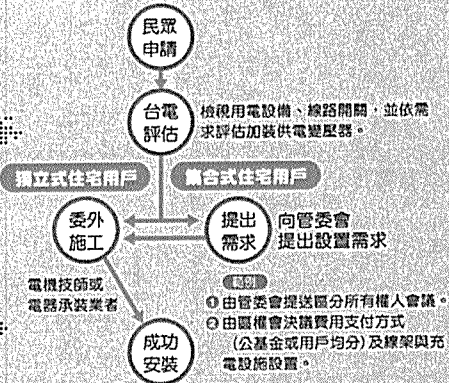 民眾
申請
台電
評估
檢視用電設備、線路開關，並依需
求評估加裝供電變壓器。
獨立式住宅用戶
集合式住宅用戶
委外
施工
提出
需求
向管委會
提出設置需求
電機技師或
電器承裝業者
範例
❶由管委會提送區分所有權人會議。
❷由區權會決議費用支付方式
(公基金或用戶均分)及線架與充
電設施設置。
成功
安裝